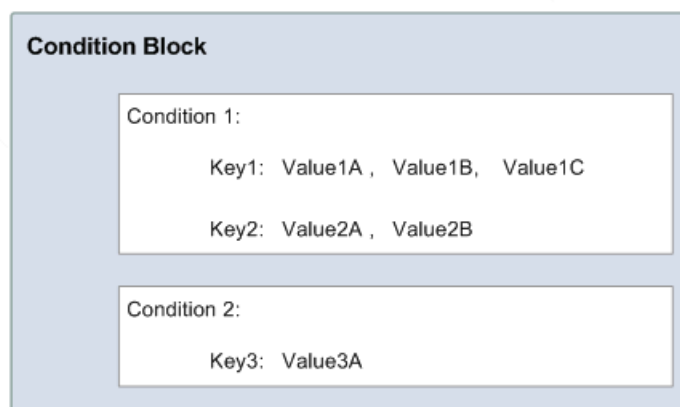 Condition Block
Condition 1:
Key1: Value1A , Value1B, Value1C
Key2: Value2A , Value2B
Condition 2:
Key3: Value3A